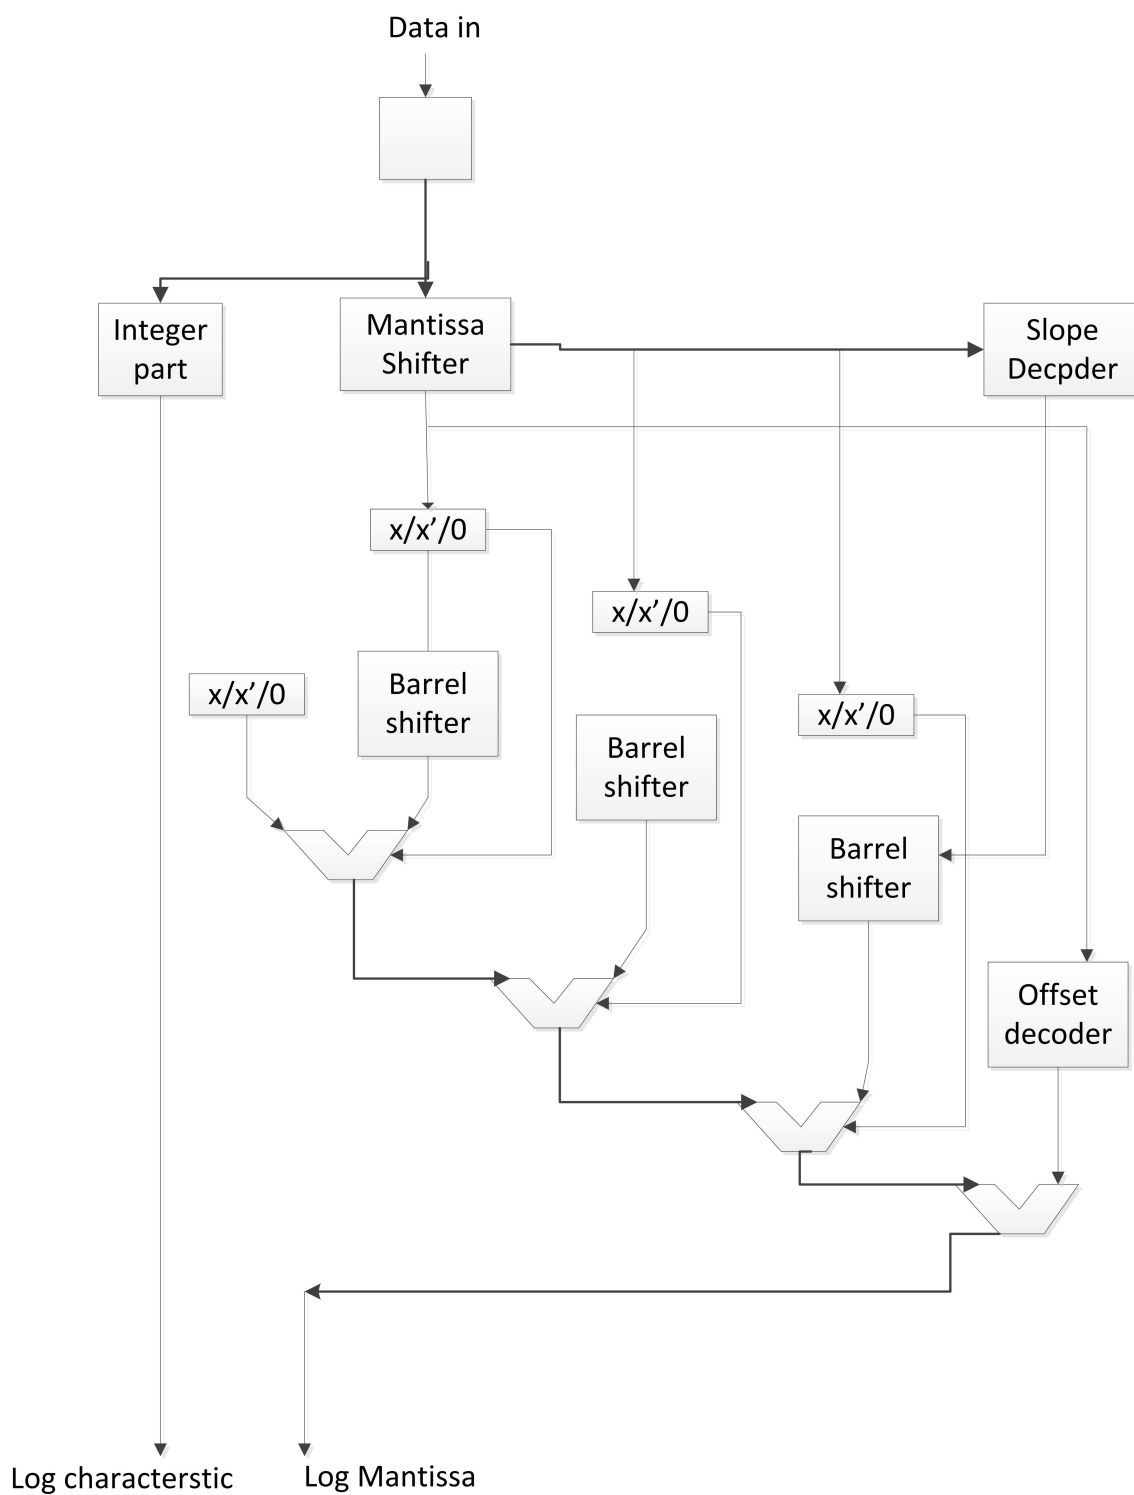 Data in
Integer
part
Mantissa
Shifter
Slope
Decpder
x/x’/0
x/x’/0
x/x’/0
Barrel
shifter
x/x’/0
Barrel
shifter
Barrel
shifter
Offset
decoder
Log characterstic
Log Mantissa